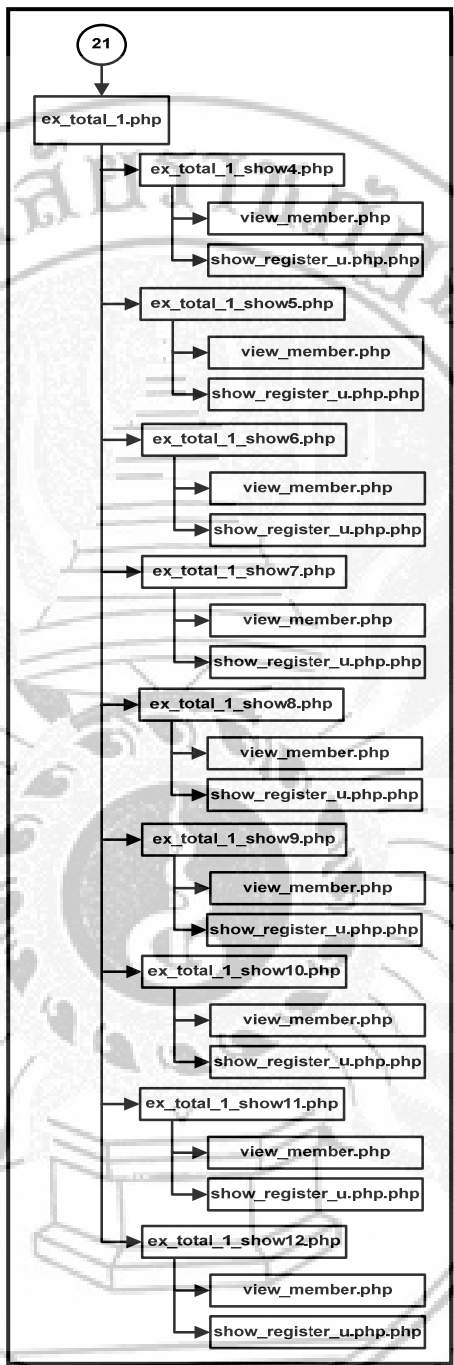 21
ex_total_1.php
ex_total_1_show4.php
view_member.php
show_register_u.php.php
ex_total_1_show5.php
view_member.php
show_register_u.php.php
ex_total_1_show6.php
view_member.php
show_register_u.php.php
ex_total_1_show7.php
view_member.php
show_register_u.php.php
ex_total_1_show8.php
view_member.php
show_register_u.php.php
ex_total_1_show9.php
view_member.php
show_register_u.php.php
ex_total_1_show10.php
view_member.php
show_register_u.php.php
ex_total_1_show11.php
view_member.php
show_register_u.php.php
ex_total_1_show12.php
view_member.php
show_register_u.php.php